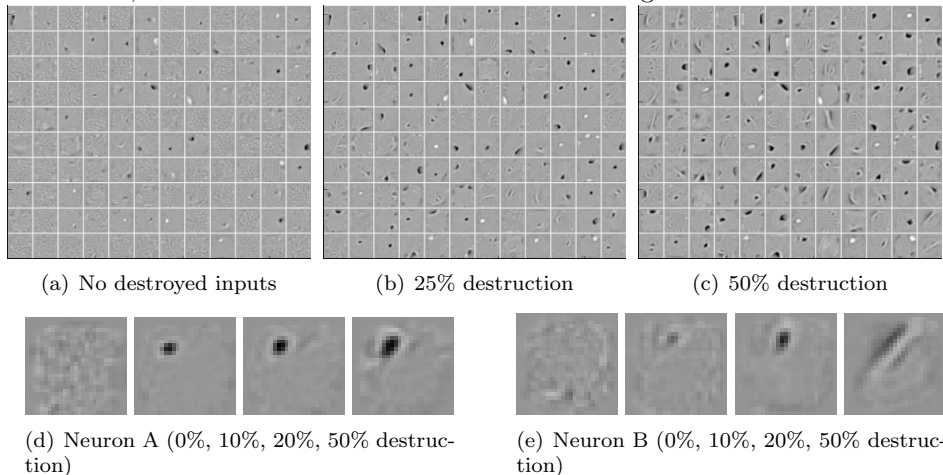 (a) No destroyed inputs
(b) 25% destruction
(c) 50% destruction
(d) Neuron A (0%, 10%, 20%, 50% destruc-
tion)
(e) Neuron B (0%, 10%, 20%, 50% destruc-
tion)